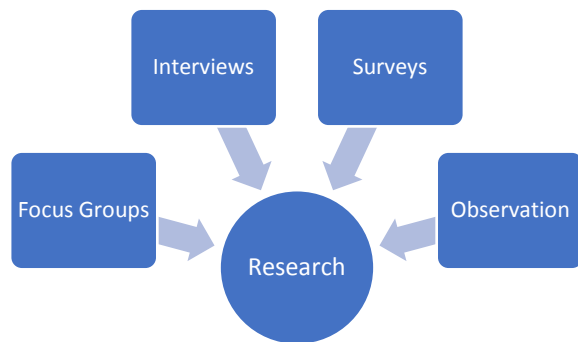 Interviews
Surveys
Focus Groups
Observation
Research